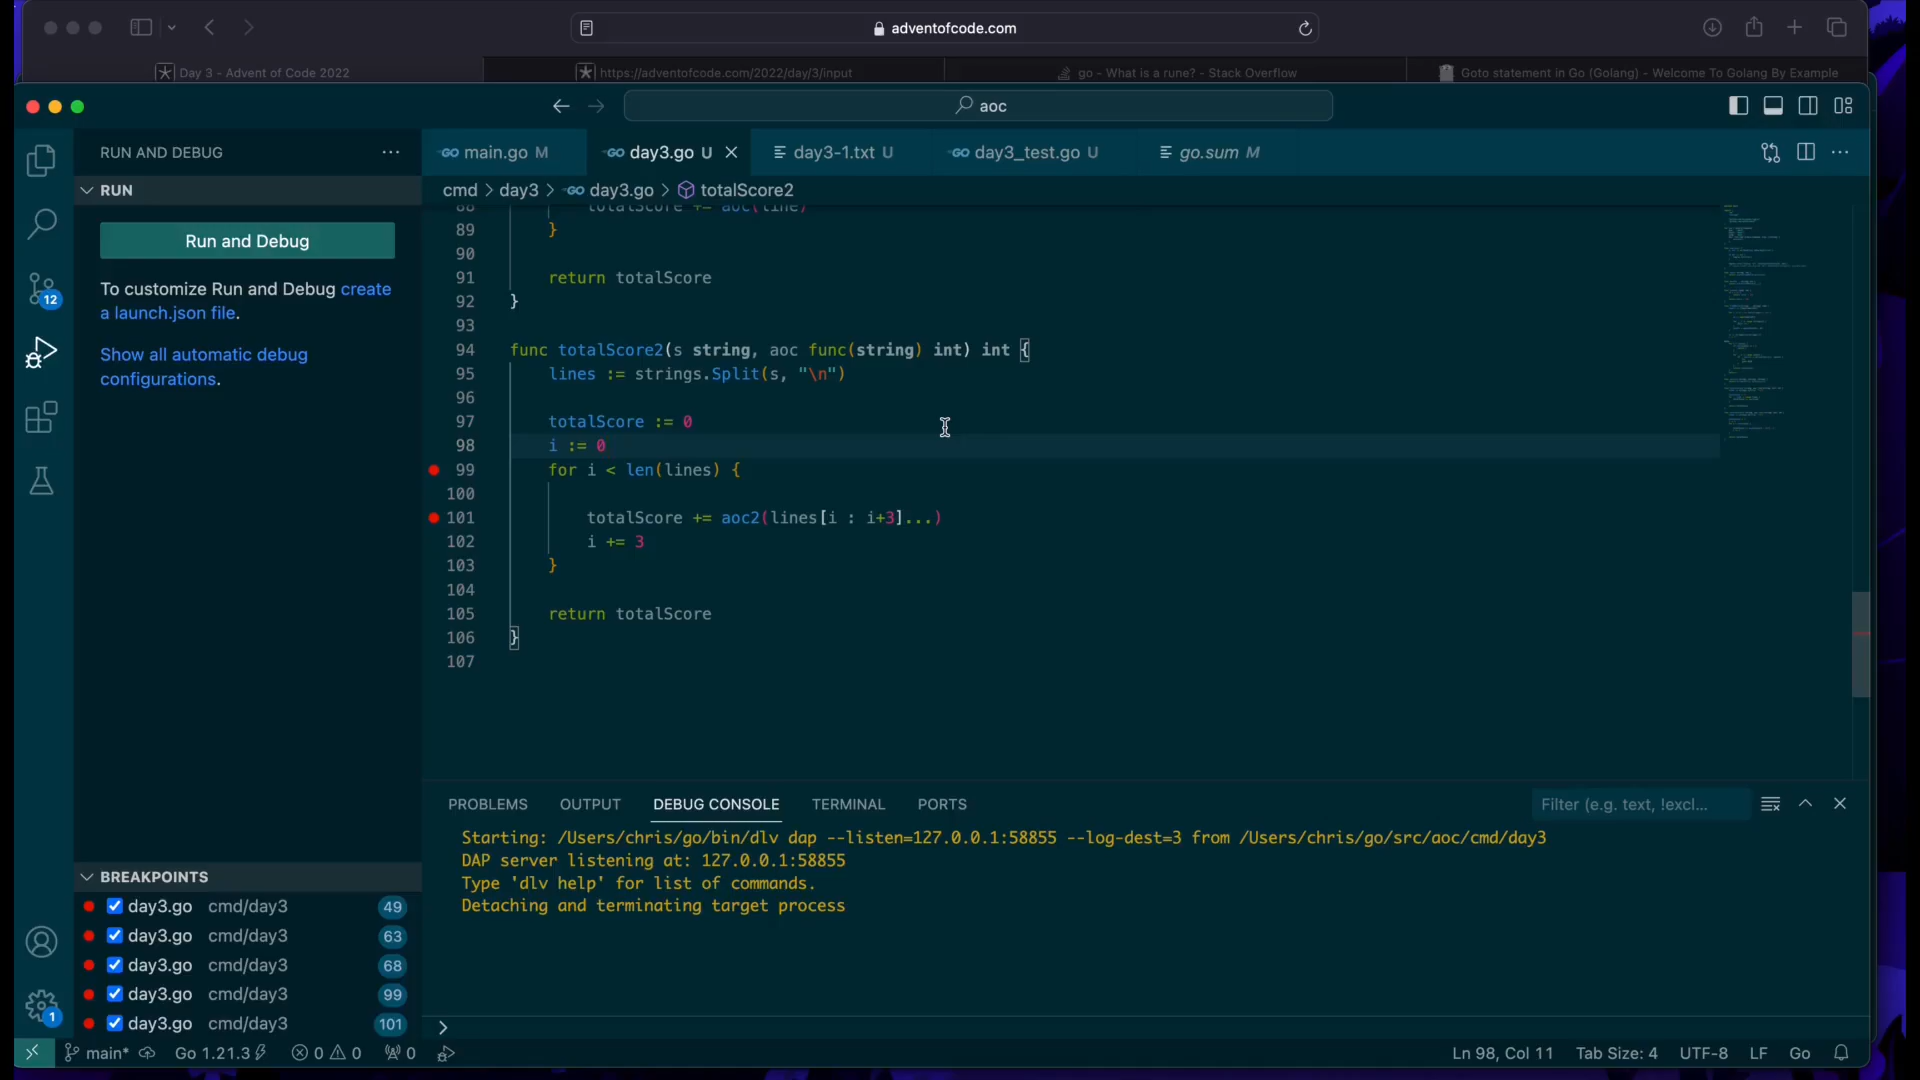 adventofcode.com
Day 3 - Advent of Code 2022
https://adventofcode.com/2022/day/3/input
go - What is a rune? - Stack Overflow
Goto statement in Go (Golang) - Welcome To Golang By Example
aoc
RUN AND DEBUG
main.go M
day3.go U
day3-1.txt U
day3_test.go U
go.sum M
RUN
cmd > day3 > day3.go > totalScore2
Run and Debug
To customize Run and Debug create
a launch.json file.
Show all automatic debug
configurations.
12
88 totalScore += aoc(line)
89 }
90
91 return totalScore
92 }
93
94 func totalScore2(s string, aoc func(string) int) int {
95 lines := strings.Split(s, "\n")
96
97 totalScore := 0
98 i := 0
99 for i < len(lines) {
100
101 totalScore += aoc2(lines[i : i+3]...)
102 i += 3
103 }
104
105 return totalScore
106 }
107
PROBLEMS OUTPUT DEBUG CONSOLE TERMINAL PORTS
Filter (e.g. text, !excl...
Starting: /Users/chris/go/bin/dlv dap --listen=127.0.0.1:58855 --log-dest=3 from /Users/chris/go/src/aoc/cmd/day3
DAP server listening at: 127.0.0.1:58855
Type 'dlv help' for list of commands.
Detaching and terminating target process
BREAKPOINTS
day3.go cmd/day3 49
day3.go cmd/day3 63
day3.go cmd/day3 68
day3.go cmd/day3 99
day3.go cmd/day3 101
1
main* Go 1.21.3 0 0 0
Ln 98, Col 11 Tab Size: 4 UTF-8 LF Go